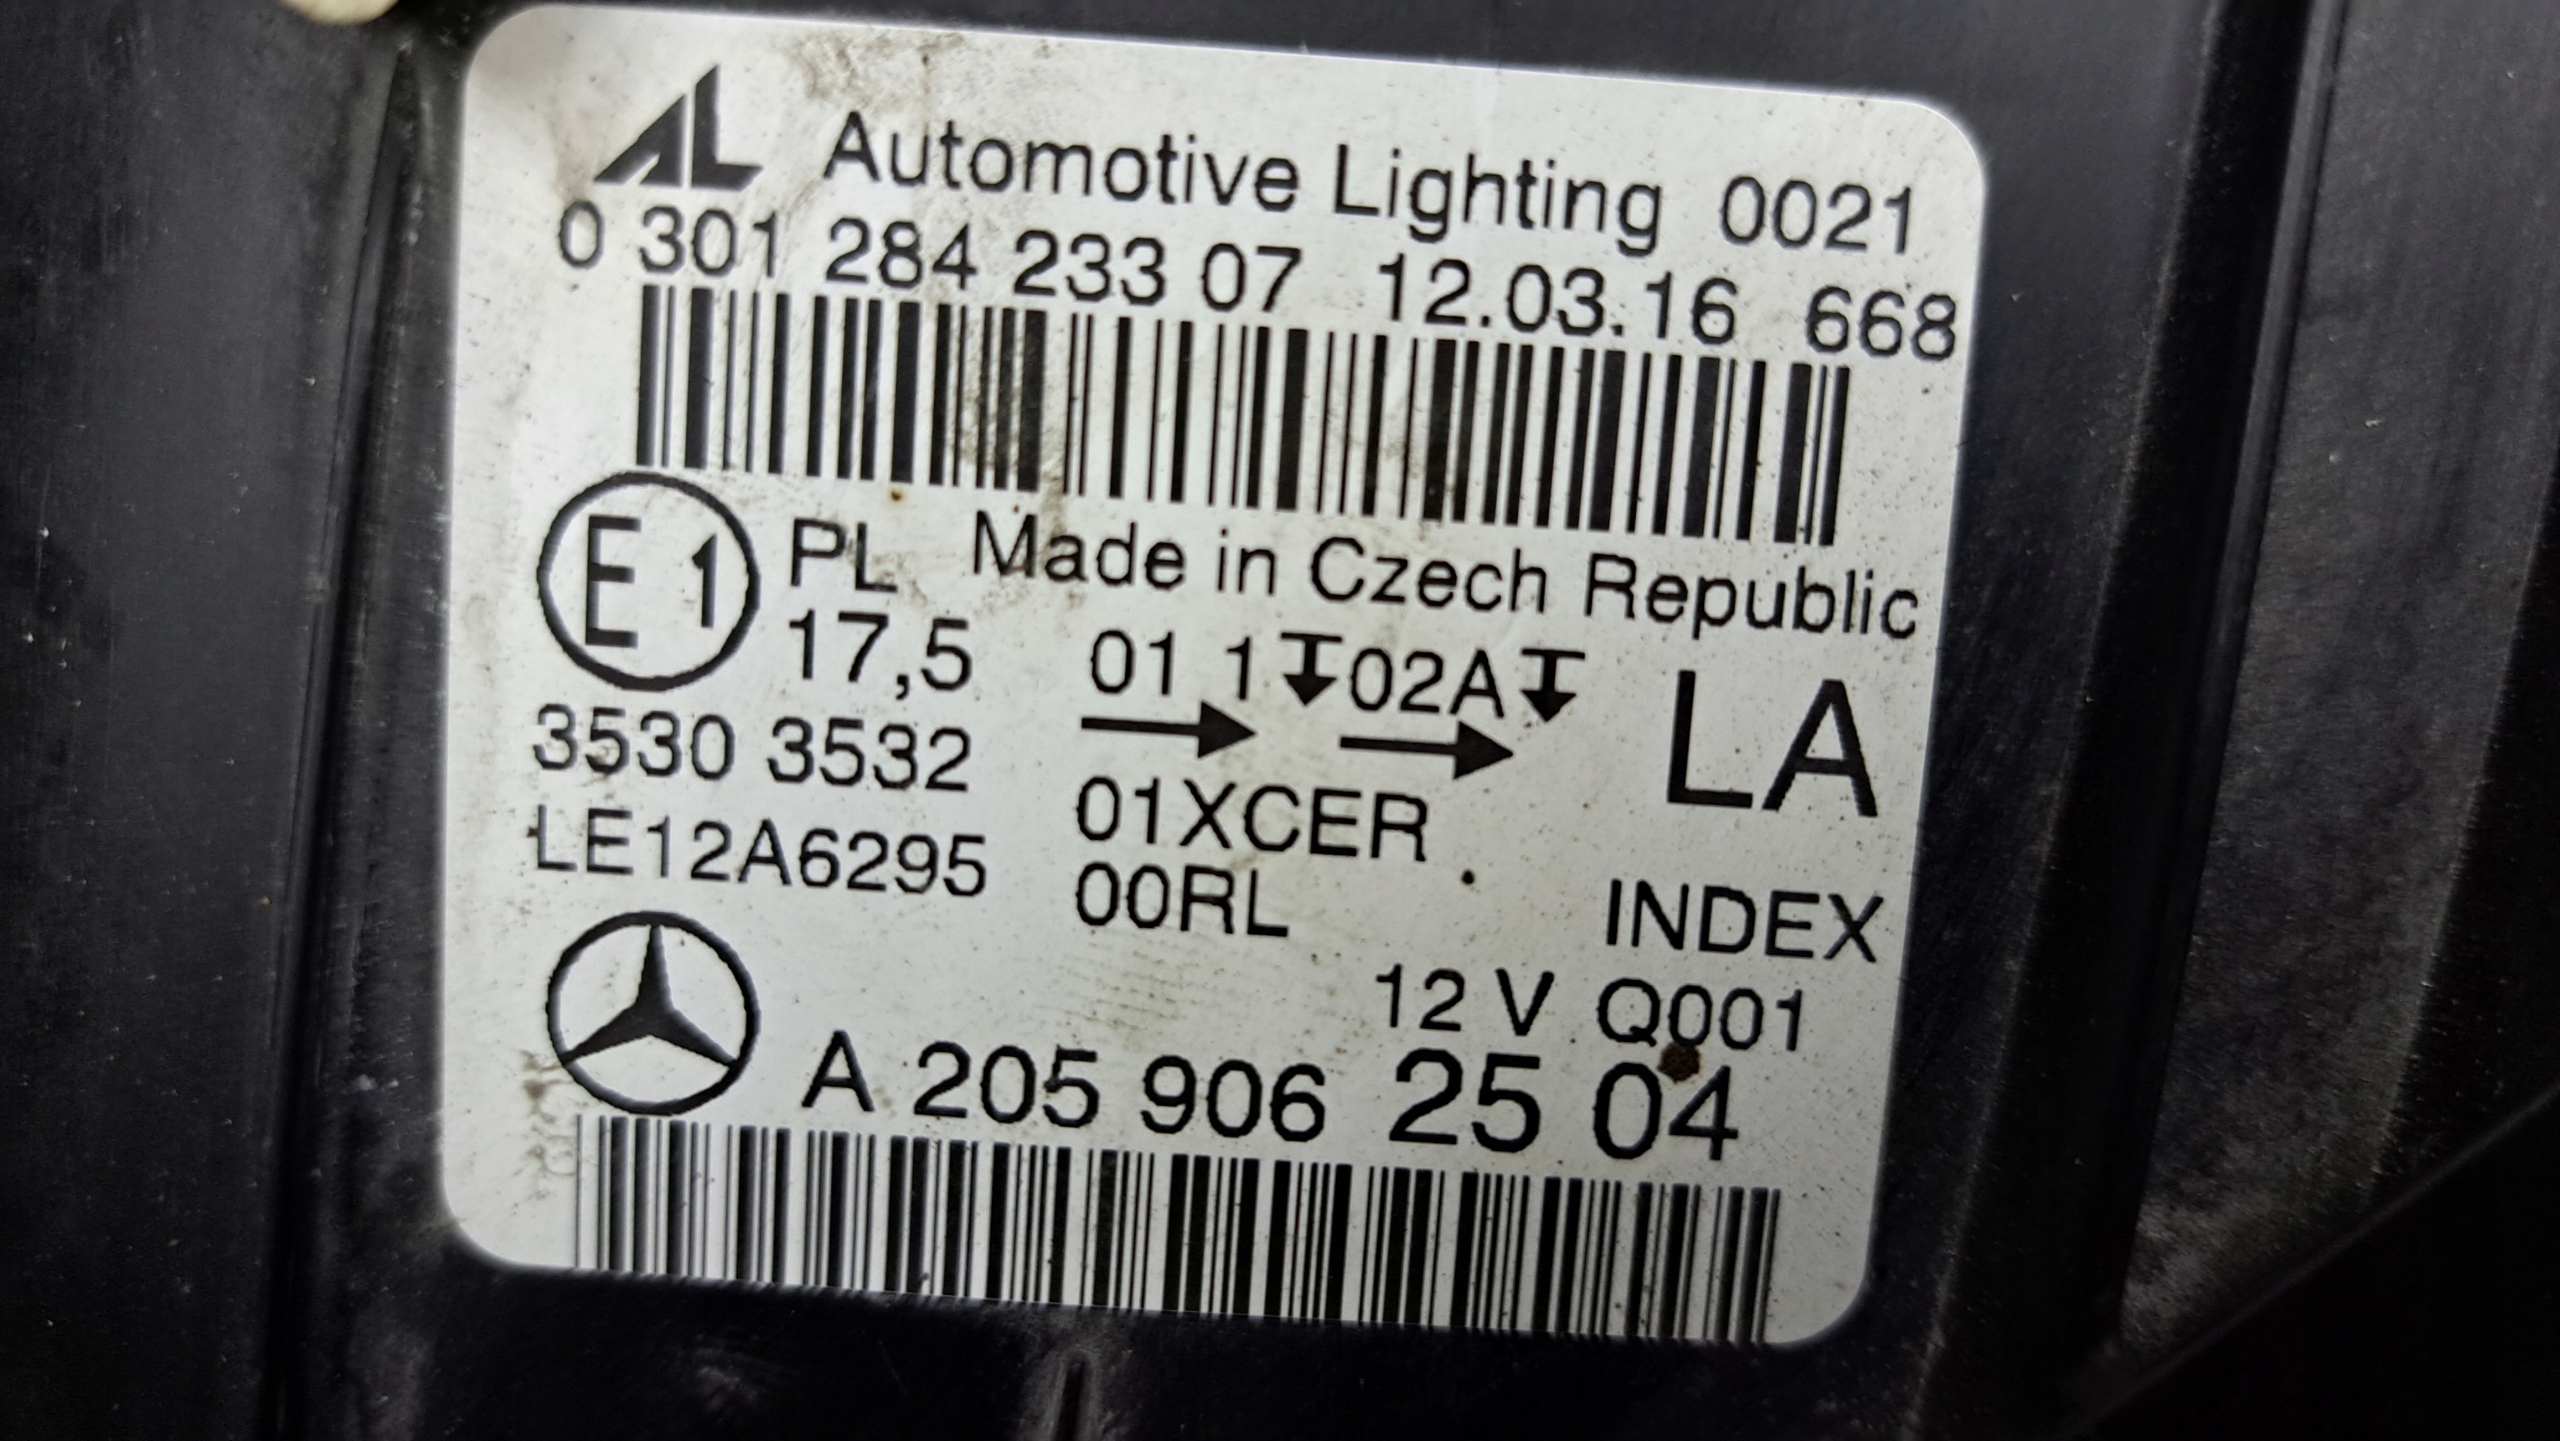 AL Automotive Lighting 0021
0 301 284 233 07 12.03.16 668
E1 PL Made in Czech Republic
17,5 01 1 02A LA
3530 3532
01XCER
LE12A6295
00RL INDEX
12 V Q001
A 205 906 25 04